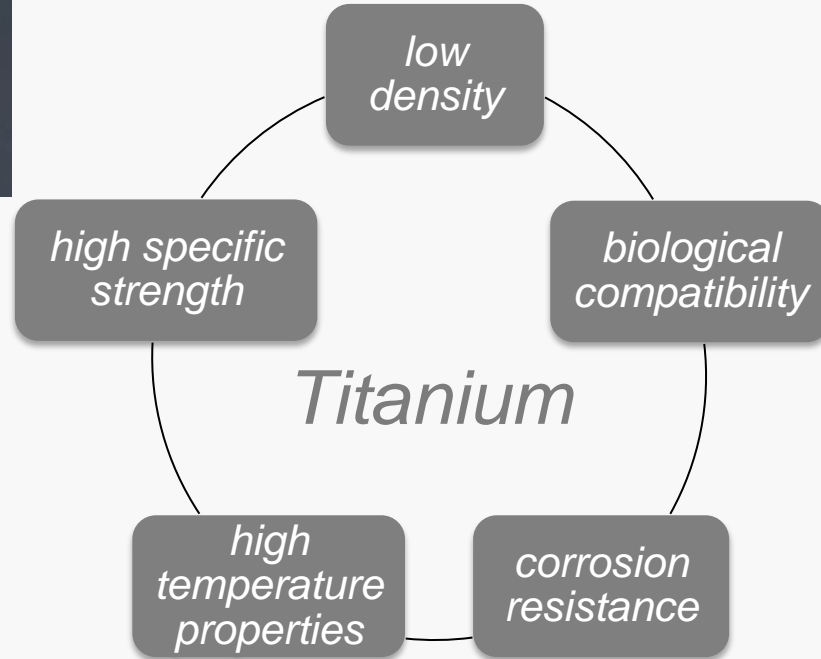 low
density
high specific
strength
biological
compatibility
Titanium
high
temperature
properties
corrosion
resistance